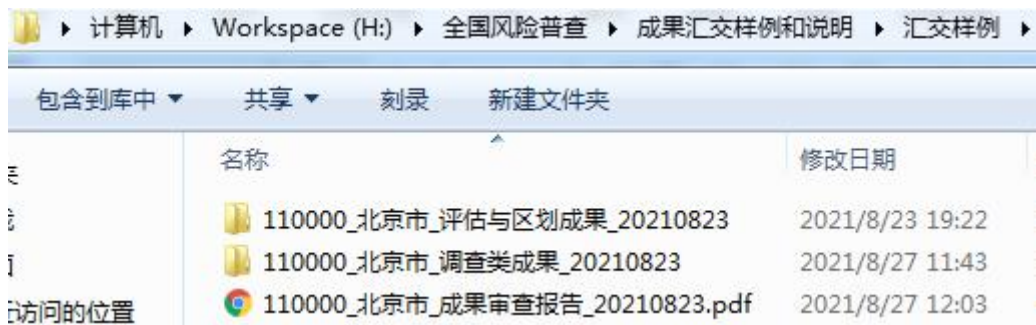 计算机 ▸ Workspace (H:) ▸ 全国风险普查 ▸ 成果汇交样例和说明 ▸ 汇交样例 ▸
包含到库中 ▼ 共享 ▼ 刻录 新建文件夹
名称 修改日期
110000_北京市_评估与区划成果_20210823 2021/8/23 19:22
110000_北京市_调查类成果_20210823 2021/8/27 11:43
访问的位置 110000_北京市_成果审查报告_20210823.pdf 2021/8/27 12:03